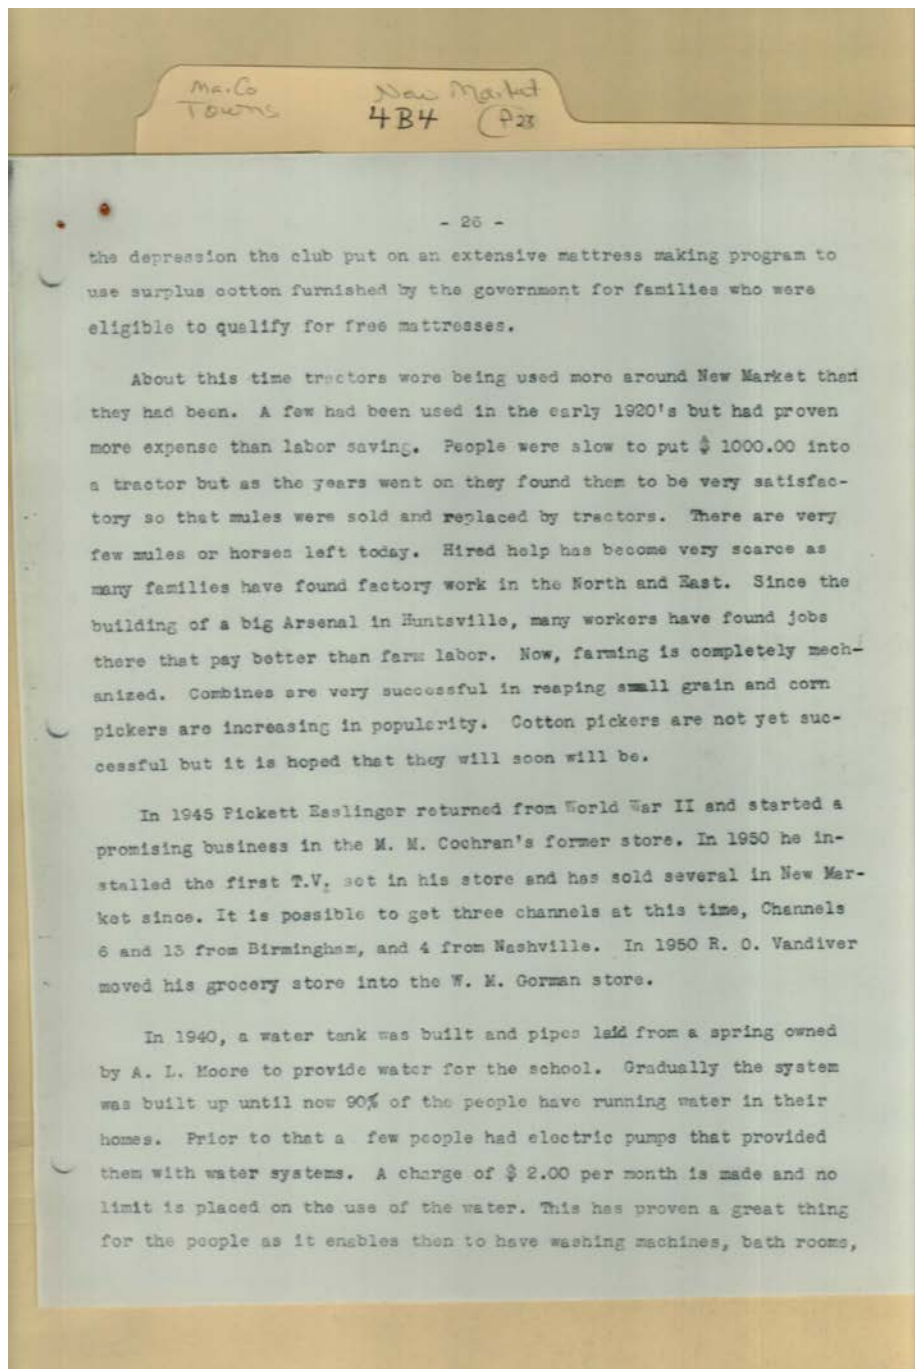 Ma.Co New Market
Towns 4B4 (P23
- 26 -
the depression the club put on an extensive mattress making program to
use surplus cotton furnished by the government for families who were
eligible to qualify for free mattresses.
About this time tractors were being used more around New Market than
they had been. A few had been used in the early 1920's but had proven
more expense than labor saving. People were slow to put $ 1000.00 into
a tractor but as the years went on they found them to be very satisfac-
tory so that mules were sold and replaced by tractors. There are very
few mules or horses left today. Hired help has become very scarce as
many families have found factory work in the North and East. Since the
building of a big Arsenal in Huntsville, many workers have found jobs
there that pay better than farm labor. Now, farming is completely mech-
anized. Combines are very successful in reaping small grain and corn
pickers are increasing in popularity. Cotton pickers are not yet suc-
cessful but it is hoped that they will soon will be.
In 1945 Pickett Esslinger returned from World War II and started a
promising business in the M. M. Cochran's former store. In 1950 he in-
stalled the first T.V. set in his store and has sold several in New Mar-
ket since. It is possible to get three channels at this time, Channels
6 and 13 from Birmingham, and 4 from Nashville. In 1950 R. O. Vandiver
moved his grocery store into the W. M. Gorman store.
In 1940, a water tank was built and pipes laid from a spring owned
by A. L. Moore to provide water for the school. Gradually the system
was built up until now 90% of the people have running water in their
homes. Prior to that a few people had electric pumps that provided
them with water systems. A charge of $ 2.00 per month is made and no
limit is placed on the use of the water. This has proven a great thing
for the people as it enables then to have washing machines, bath rooms,